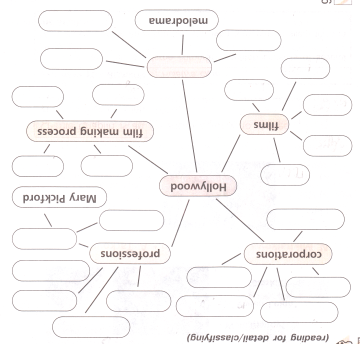 (reading for detail/classifying)
corporations
professions
Mary Pickford
Hollywood
films
film making process
melodrama